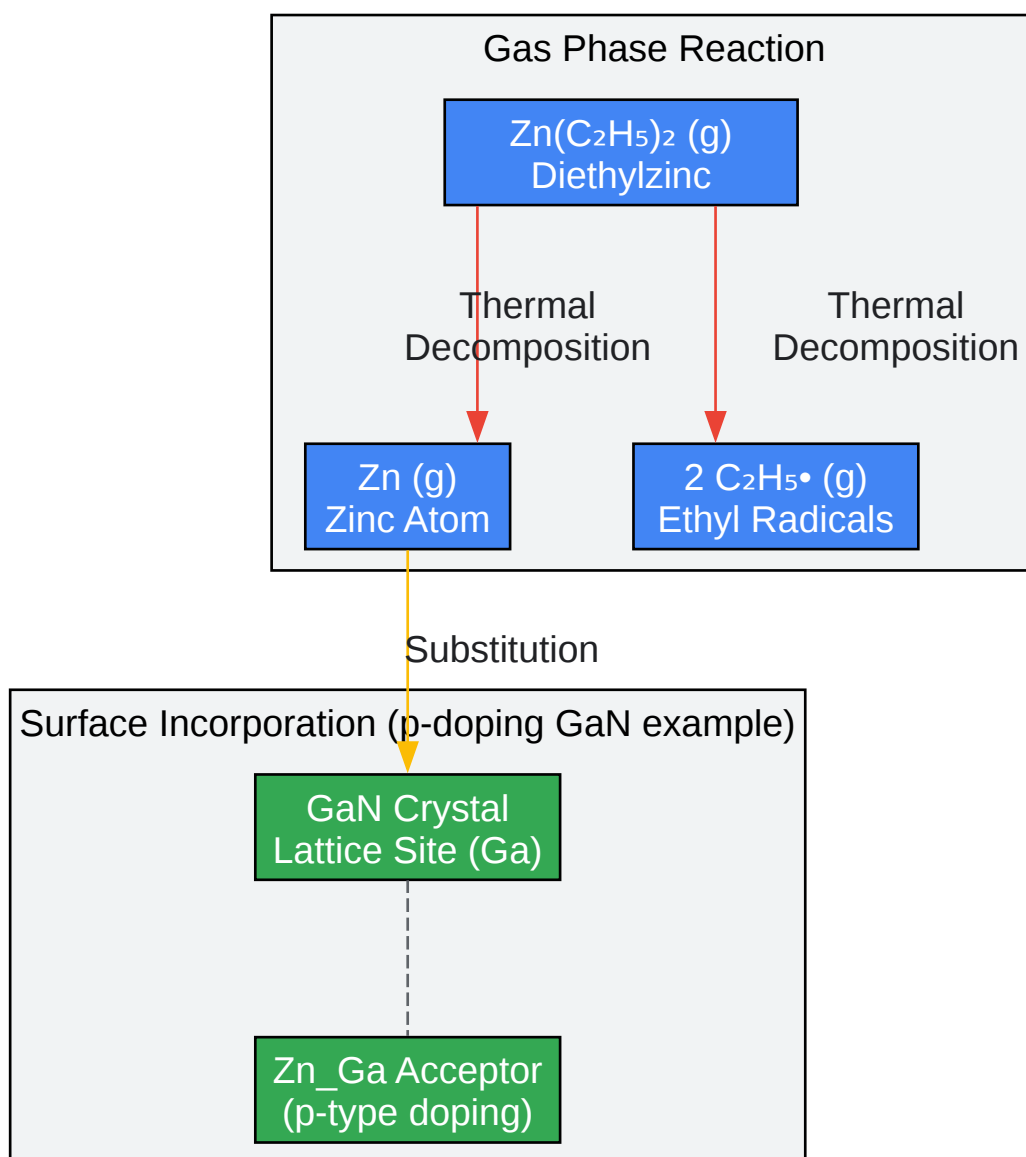 Gas Phase Reaction
Zn(C₂H₅)₂ (g)
Diethylzinc
Thermal
Decomposition
Thermal
Decomposition
Zn (g)
Zinc Atom
2 C₂H₅• (g)
Ethyl Radicals
Substitution
Surface Incorporation (p-doping GaN example)
GaN Crystal
Lattice Site (Ga)
Zn_Ga Acceptor
(p-type doping)